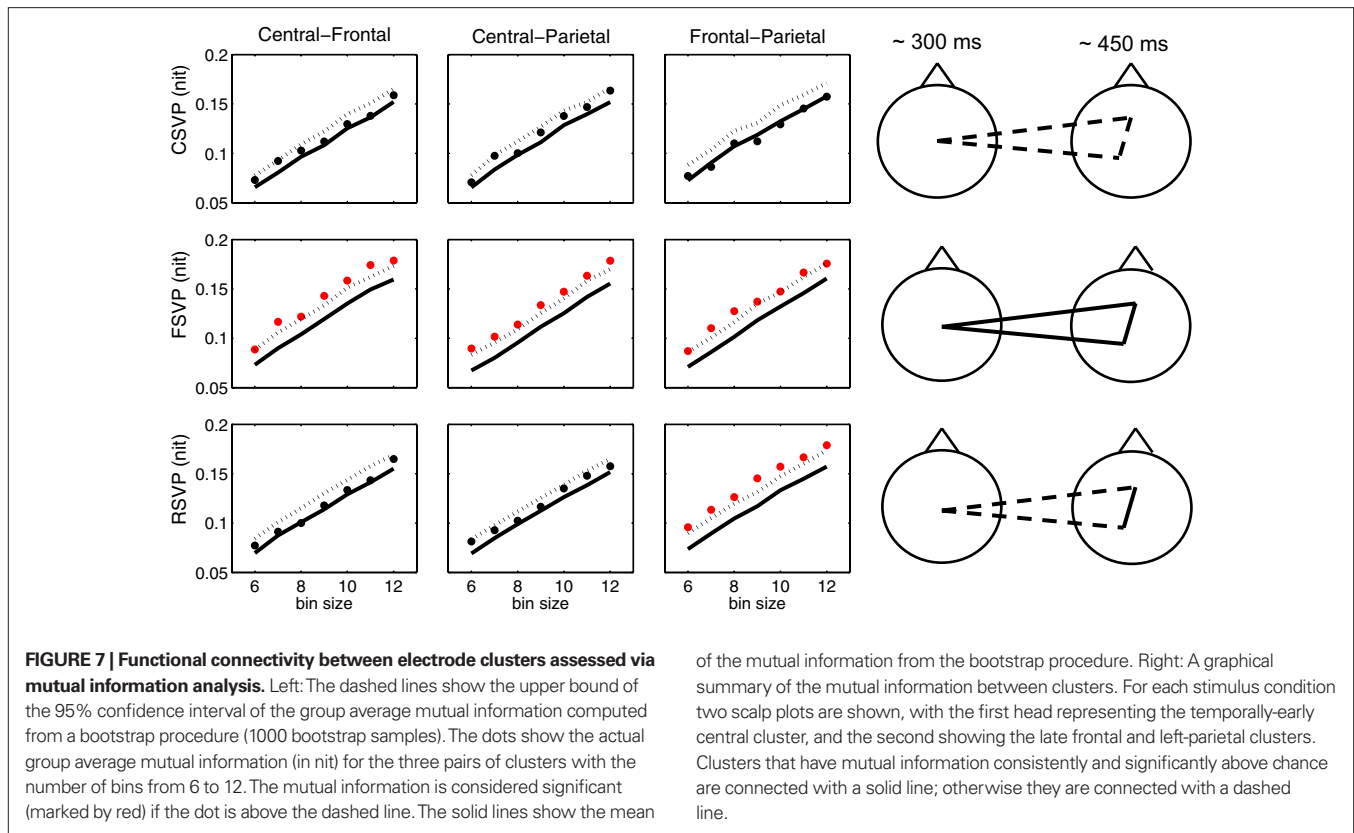 Central–Frontal
Central–Parietal
Frontal–Parietal
~ 300 ms
~ 450 ms
CSVP (nit)
0.2
0.15
0.1
0.05
FSVP (nit)
0.2
0.15
0.1
0.05
RSVP (nit)
0.2
0.15
0.1
0.05
6 8 10 12
bin size
6 8 10 12
bin size
6 8 10 12
bin size
FIGURE 7 | Functional connectivity between electrode clusters assessed via
mutual information analysis. Left: The dashed lines show the upper bound of
the 95% confidence interval of the group average mutual information computed
from a bootstrap procedure (1000 bootstrap samples). The dots show the actual
group average mutual information (in nit) for the three pairs of clusters with the
number of bins from 6 to 12. The mutual information is considered significant
(marked by red) if the dot is above the dashed line. The solid lines show the mean
of the mutual information from the bootstrap procedure. Right: A graphical
summary of the mutual information between clusters. For each stimulus condition
two scalp plots are shown, with the first head representing the temporally-early
central cluster, and the second showing the late frontal and left-parietal clusters.
Clusters that have mutual information consistently and significantly above chance
are connected with a solid line; otherwise they are connected with a dashed
line.